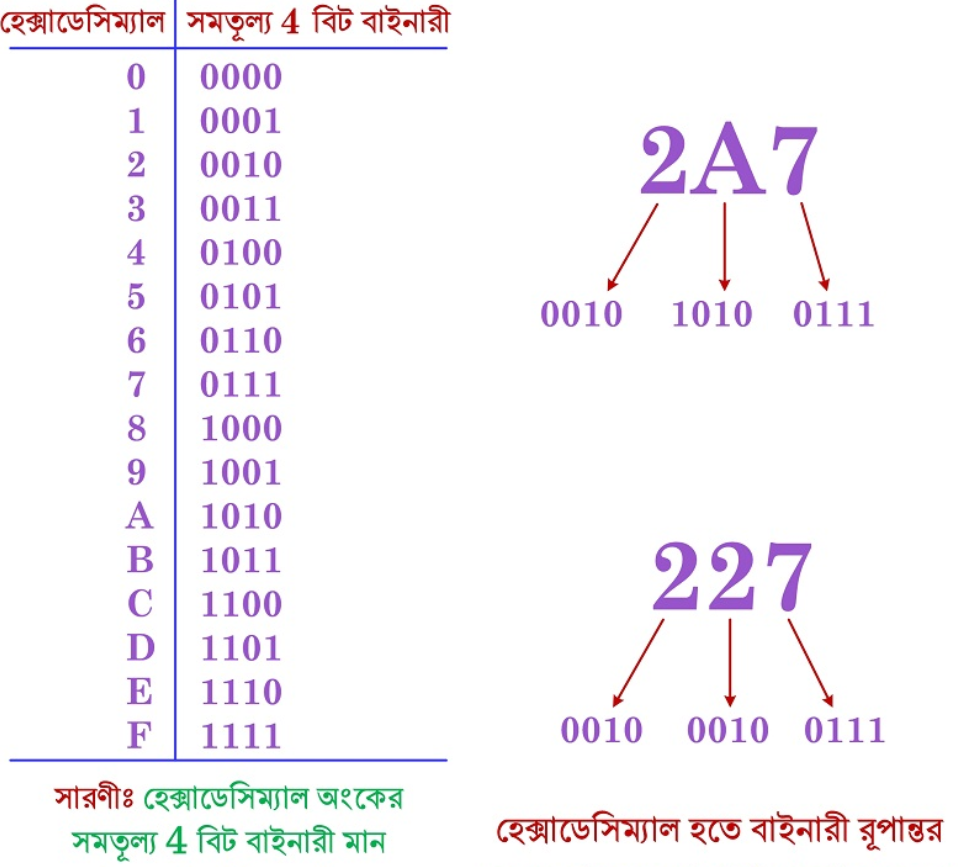 হেক্সাডেসিম্যাল সমতূল্য 4 বিট বাইনারী
0 0000
1 0001
2 0010
3 0011
4 0100
5 0101
6 0110
7 0111
8 1000
9 1001
A 1010
B 1011
C 1100
D 1101
E 1110
F 1111
সারণীঃ হেক্সাডেসিম্যাল অংকের
সমতূল্য 4 বিট বাইনারী মান
2A7
0010 1010 0111
227
0010 0010 0111
হেক্সাডেসিম্যাল হতে বাইনারী রূপান্তর